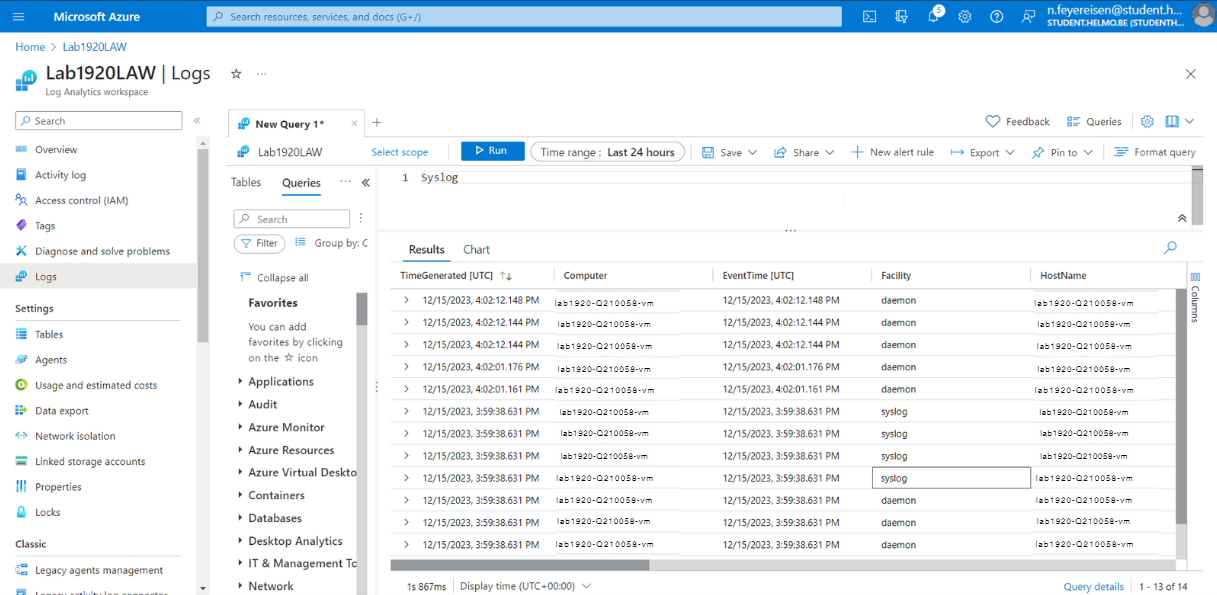 Microsoft Azure
Search resources, services, and docs (G+/)
5
n.feyereisen@student.h...
STUDENT.HELMO.BE (STUDENTH...
Home > Lab1920LAW
Lab1920LAW | Logs
Log Analytics workspace
Search
Overview
Activity log
Access control (IAM)
Tags
Diagnose and solve problems
Logs
Settings
Tables
Agents
Usage and estimated costs
Data export
Network isolation
Linked storage accounts
Properties
Locks
Classic
Legacy agents management
Legacy activity log connector
New Query 1*
Feedback
Queries
Lab1920LAW
Select scope
Run
Time range : Last 24 hours
Save
Share
New alert rule
Export
Pin to
Format query
Tables
Queries
Search
Filter
Group by: C
Collapse all
Favorites
You can add
favorites by clicking
on the ☆ icon
Applications
Audit
Azure Monitor
Azure Resources
Azure Virtual Deskto
Containers
Databases
Desktop Analytics
IT & Management To
Network
1 Syslog
Results
Chart
TimeGenerated [UTC] Computer EventTime [UTC] Facility HostName
12/15/2023, 4:02:12.148 PM lab1920-Q210058-vm 12/15/2023, 4:02:12.148 PM daemon lab1920-Q210058-vm
12/15/2023, 4:02:12.144 PM lab1920-Q210058-vm 12/15/2023, 4:02:12.144 PM daemon lab1920-Q210058-vm
12/15/2023, 4:02:12.144 PM lab1920-Q210058-vm 12/15/2023, 4:02:12.144 PM daemon lab1920-Q210058-vm
12/15/2023, 4:02:01.176 PM lab1920-Q210058-vm 12/15/2023, 4:02:01.176 PM daemon lab1920-Q210058-vm
12/15/2023, 4:02:01.161 PM lab1920-Q210058-vm 12/15/2023, 4:02:01.161 PM daemon lab1920-Q210058-vm
12/15/2023, 3:59:38.631 PM lab1920-Q210058-vm 12/15/2023, 3:59:38.631 PM syslog lab1920-Q210058-vm
12/15/2023, 3:59:38.631 PM lab1920-Q210058-vm 12/15/2023, 3:59:38.631 PM syslog lab1920-Q210058-vm
12/15/2023, 3:59:38.631 PM lab1920-Q210058-vm 12/15/2023, 3:59:38.631 PM syslog lab1920-Q210058-vm
12/15/2023, 3:59:38.631 PM lab1920-Q210058-vm 12/15/2023, 3:59:38.631 PM syslog lab1920-Q210058-vm
12/15/2023, 3:59:38.631 PM lab1920-Q210058-vm 12/15/2023, 3:59:38.631 PM daemon lab1920-Q210058-vm
12/15/2023, 3:59:38.631 PM lab1920-Q210058-vm 12/15/2023, 3:59:38.631 PM daemon lab1920-Q210058-vm
12/15/2023, 3:59:38.631 PM lab1920-Q210058-vm 12/15/2023, 3:59:38.631 PM daemon lab1920-Q210058-vm
Columns
1s 867ms
Display time (UTC+00:00)
Query details
1 - 13 of 14